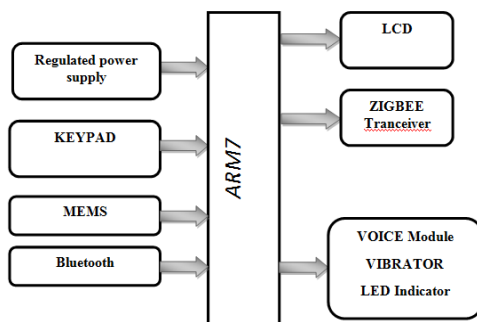 Regulated power
supply
KEYPAD
MEMS
Bluetooth
ARM7
LCD
ZIGBEE
Tranceiver
VOICE Module
VIBRATOR
LED Indicator